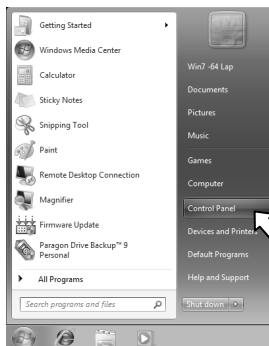 Getting Started
Windows Media Center
Calculator
Sticky Notes
Snipping Tool
Paint
Remote Desktop Connection
Magnifier
Firmware Update
Paragon Drive Backup™ 9
Personal
All Programs
Search programs and files
Win7 -64 Lap
Documents
Pictures
Music
Games
Computer
Control Panel
Devices and Printers
Default Programs
Help and Support
Shut down